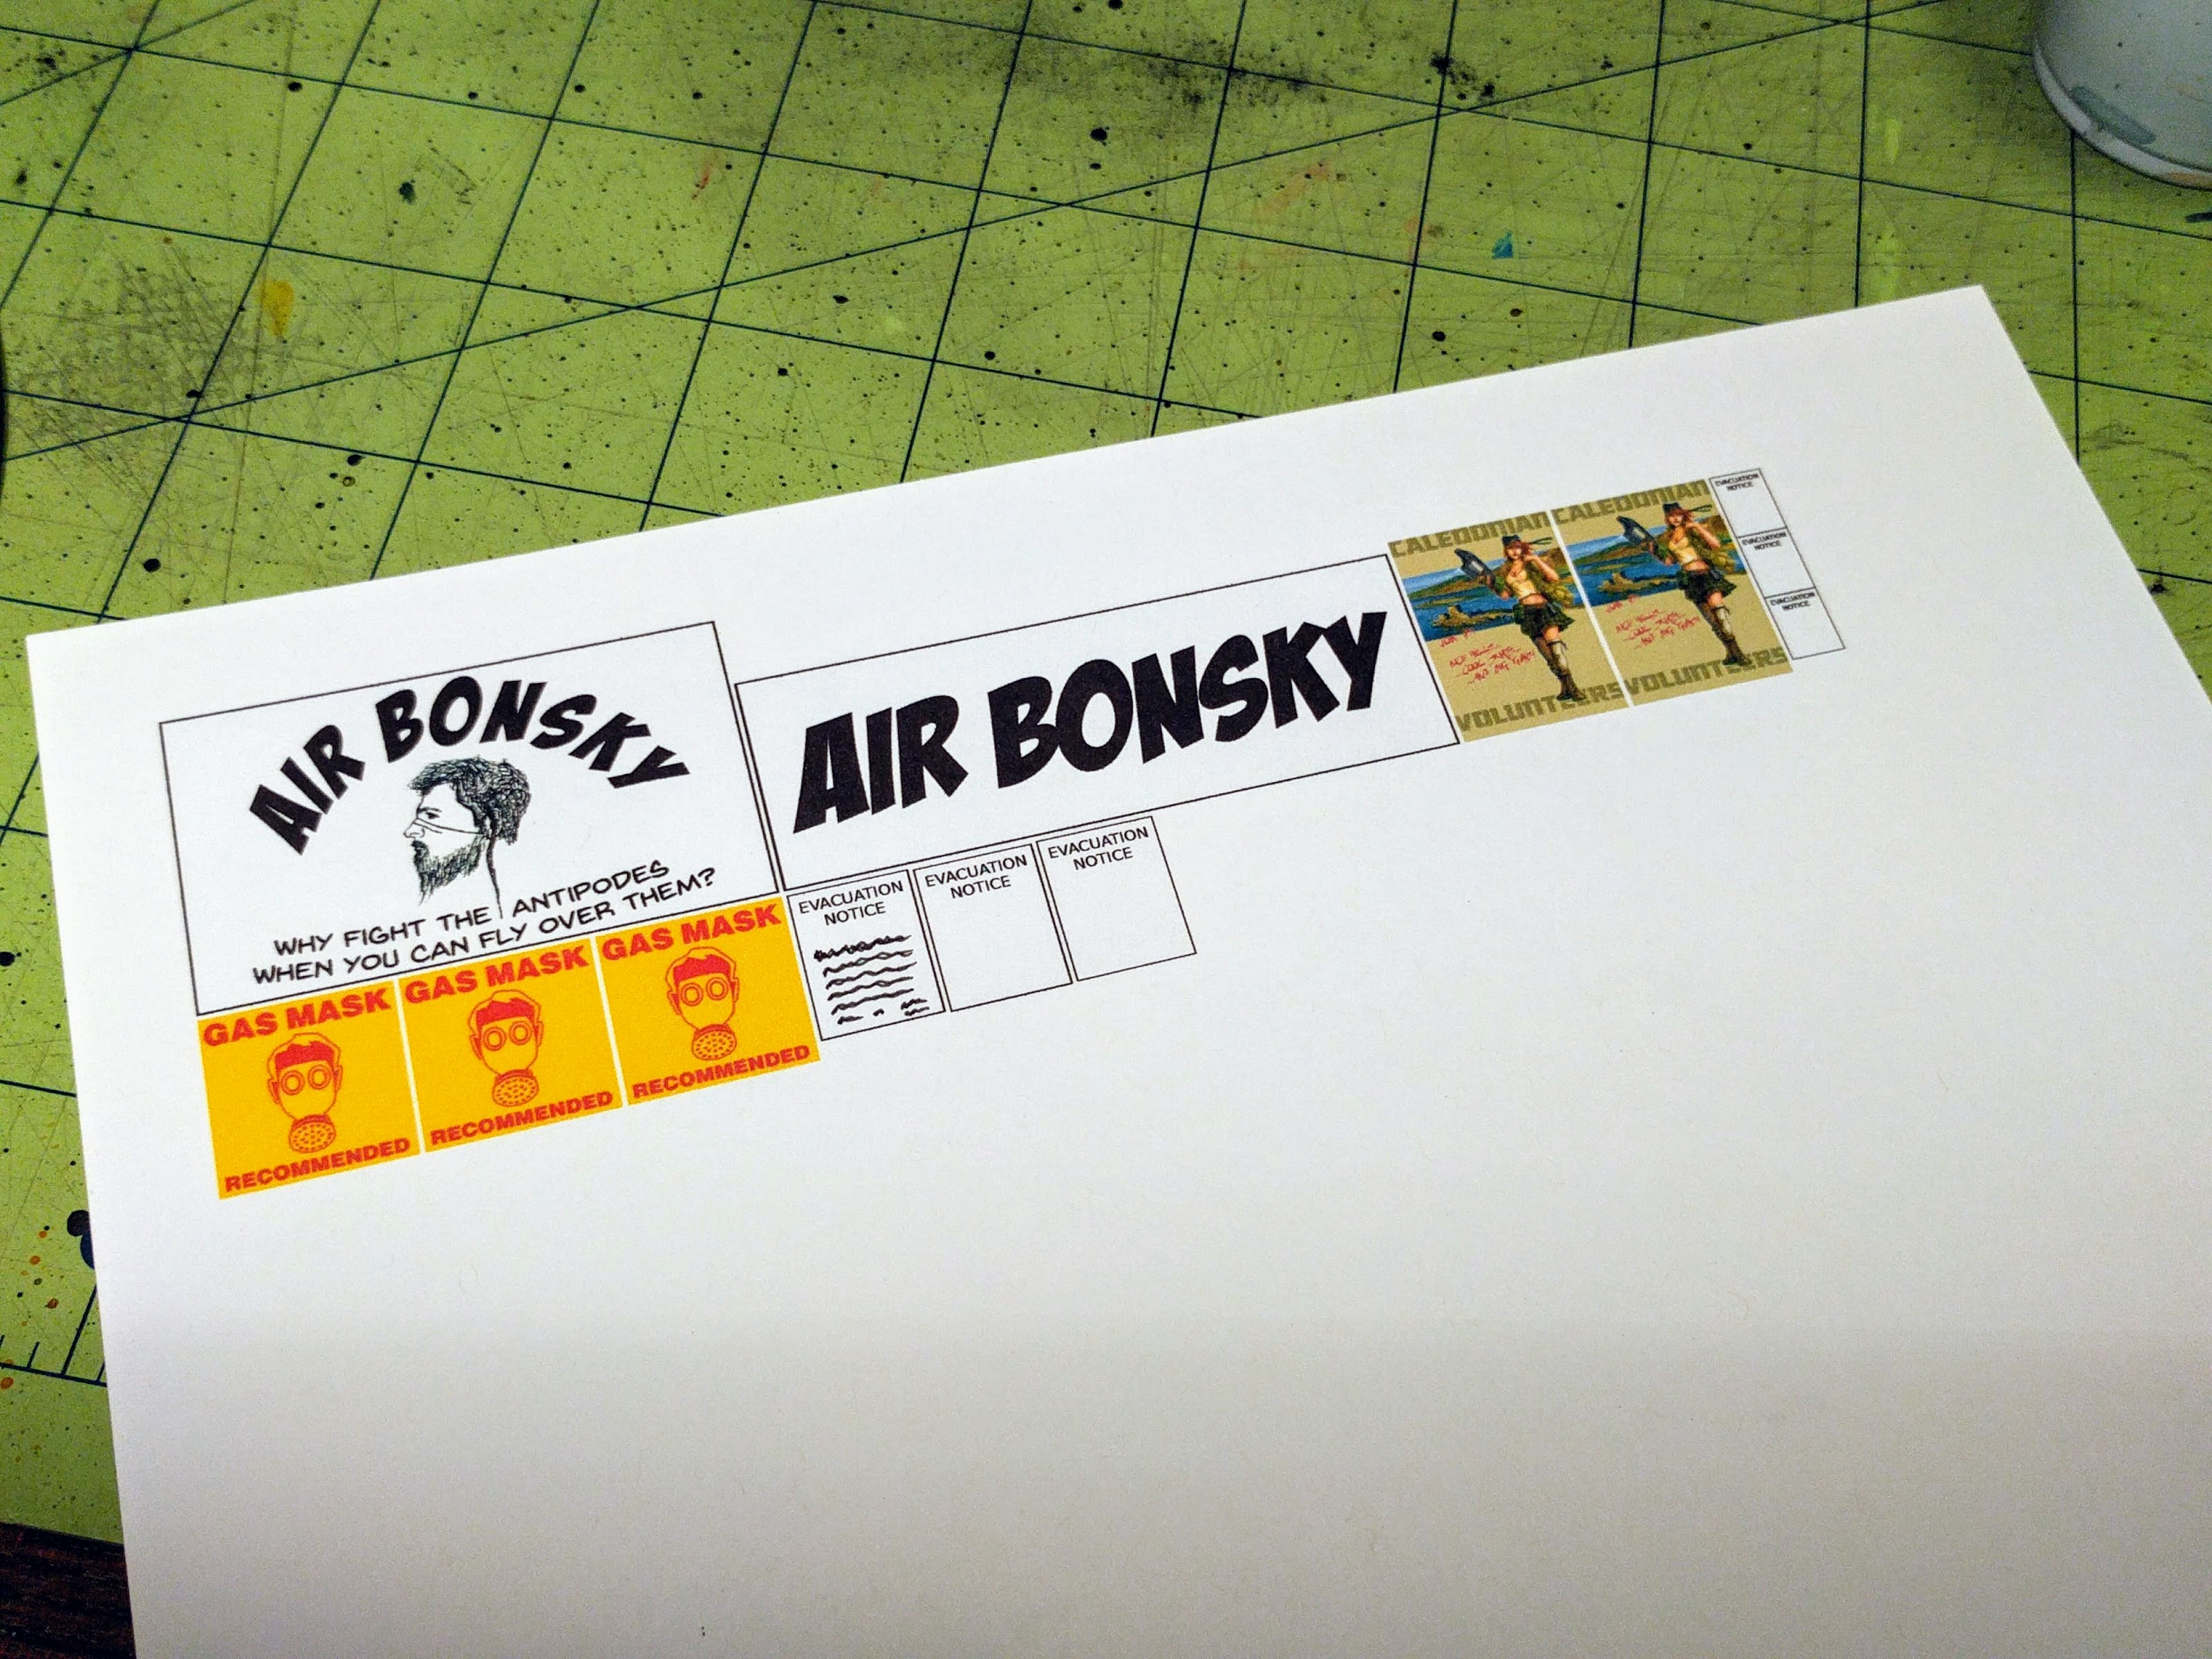 AIR BONSKY
WHY FIGHT THE ANTIPODES
WHEN YOU CAN FLY OVER THEM?
AIR BONSKY
CALEDONIAN
VOLUNTEERS
CALEDONIAN
VOLUNTEERS
EVACUATION
NOTICE
EVACUATION
NOTICE
EVACUATION
NOTICE
GAS MASK
RECOMMENDED
GAS MASK
RECOMMENDED
GAS MASK
RECOMMENDED
EVACUATION
NOTICE
EVACUATION
NOTICE
EVACUATION
NOTICE